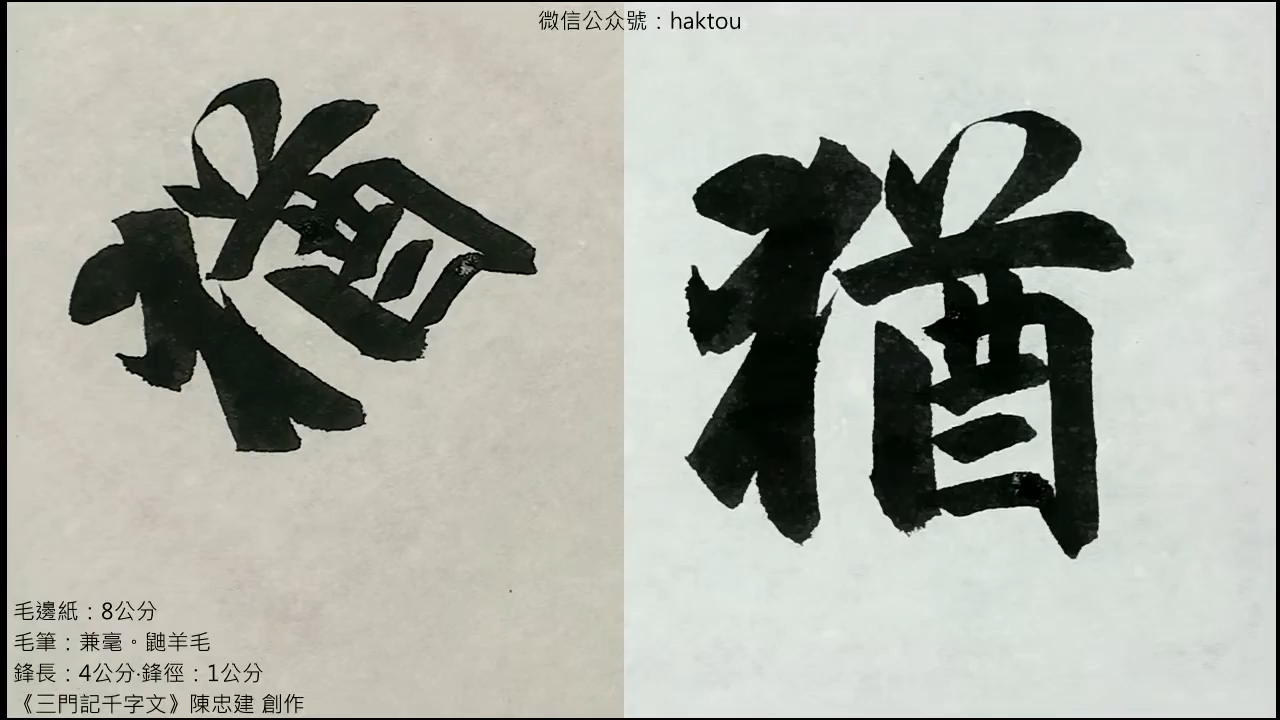 微信公众號：haktou
猶
猶
毛邊紙：8公分
毛筆：兼毫。鼬羊毛
鋒長：4公分·鋒徑：1公分
《三門記千字文》陳忠建 創作